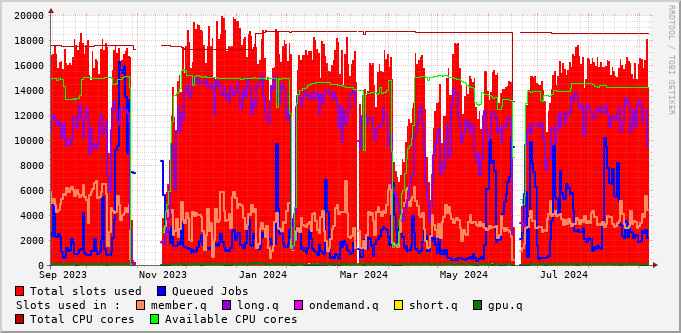 20000
18000
16000
14000
12000
10000
8000
6000
4000
2000
0
Sep 2023 Nov 2023 Jan 2024 Mar 2024 May 2024 Jul 2024
RRDTOOL / TOBI OETIKER
Total slots used Queued Jobs
Slots used in : member.q long.q ondemand.q short.q gpu.q
Total CPU cores Available CPU cores